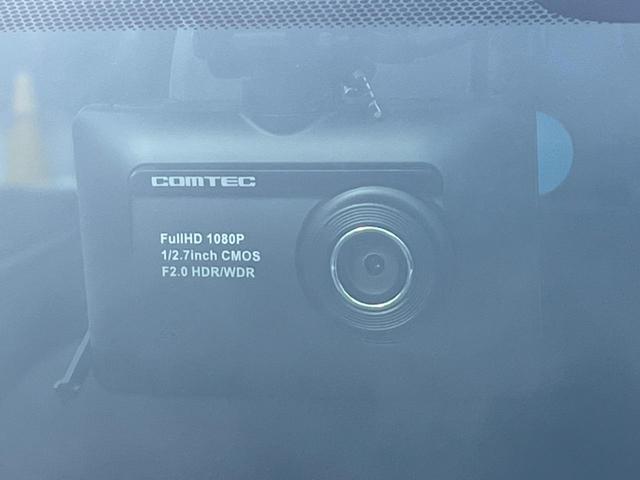 COMTEC
FullHD 1080P
1/2.7inch CMOS
F2.0 HDR/WDR